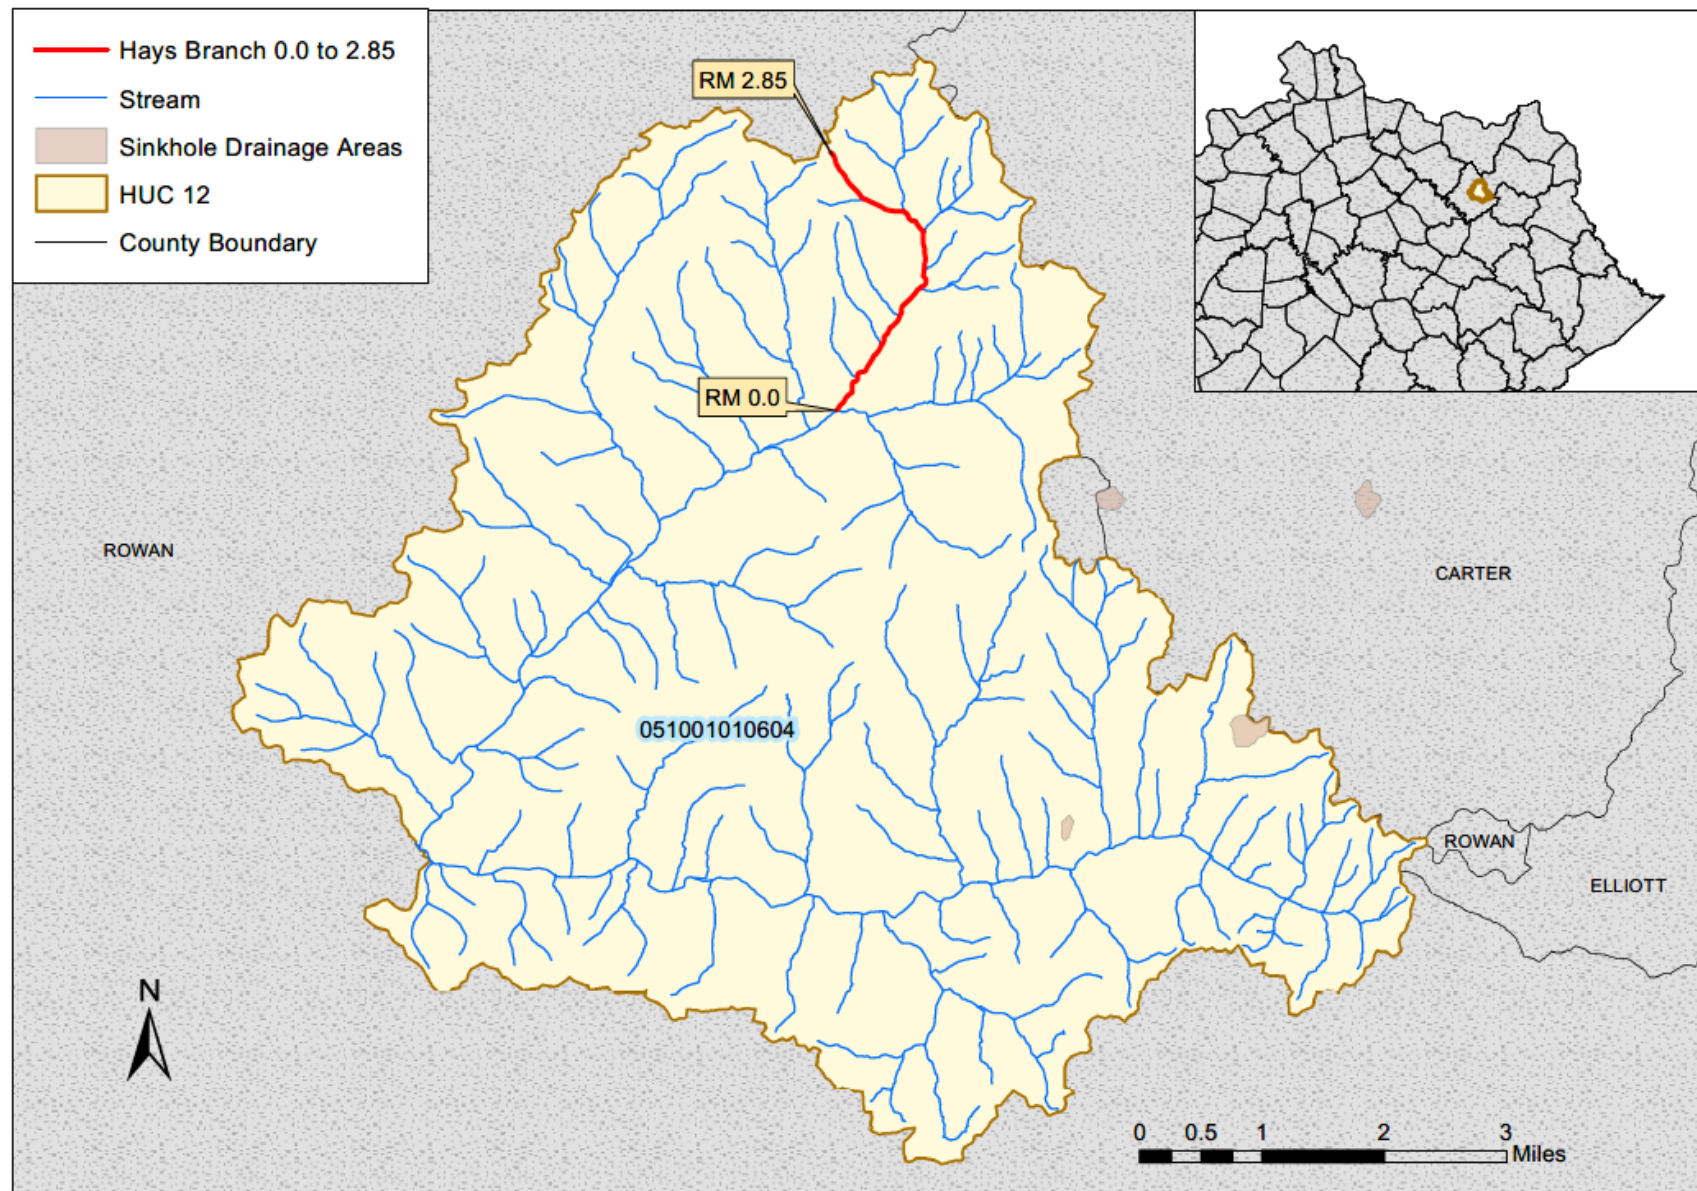 Hays Branch 0.0 to 2.85
Stream
Sinkhole Drainage Areas
HUC 12
County Boundary
RM 2.85
RM 0.0
ROWAN
CARTER
051001010604
ROWAN
ELLIOTT
N
0 0.5 1 2 3
Miles